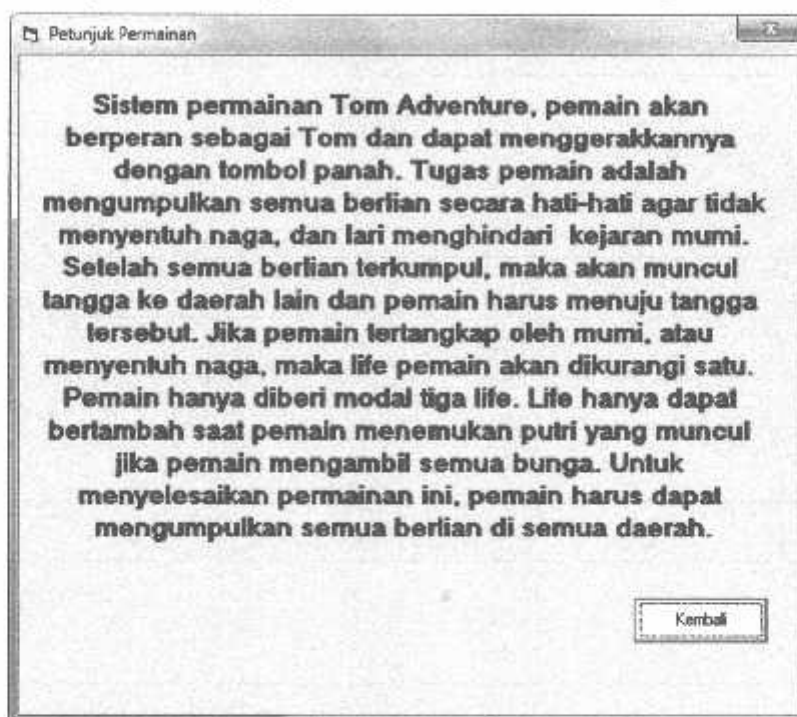 Petunjuk Permainan
Sistem permainan Tom Adventure, pemain akan
berperan sebagai Tom dan dapat menggerakkannya
dengan tombol panah. Tugas pemain adalah
mengumpulkan semua berlian secara hati-hati agar tidak
menyentuh naga, dan lari menghindari kejaran mumi.
Setelah semua berlian terkumpul, maka akan muncul
tangga ke daerah lain dan pemain harus menuju tangga
tersebut. Jika pemain tertangkap oleh mumi, atau
menyentuh naga, maka life pemain akan dikurangi satu.
Pemain hanya diberi modal tiga life. Life hanya dapat
bertambah saat pemain menemukan putri yang muncul
jika pemain mengambil semua bunga. Untuk
menyelesaikan permainan ini, pemain harus dapat
mengumpulkan semua berlian di semua daerah.
Kembali